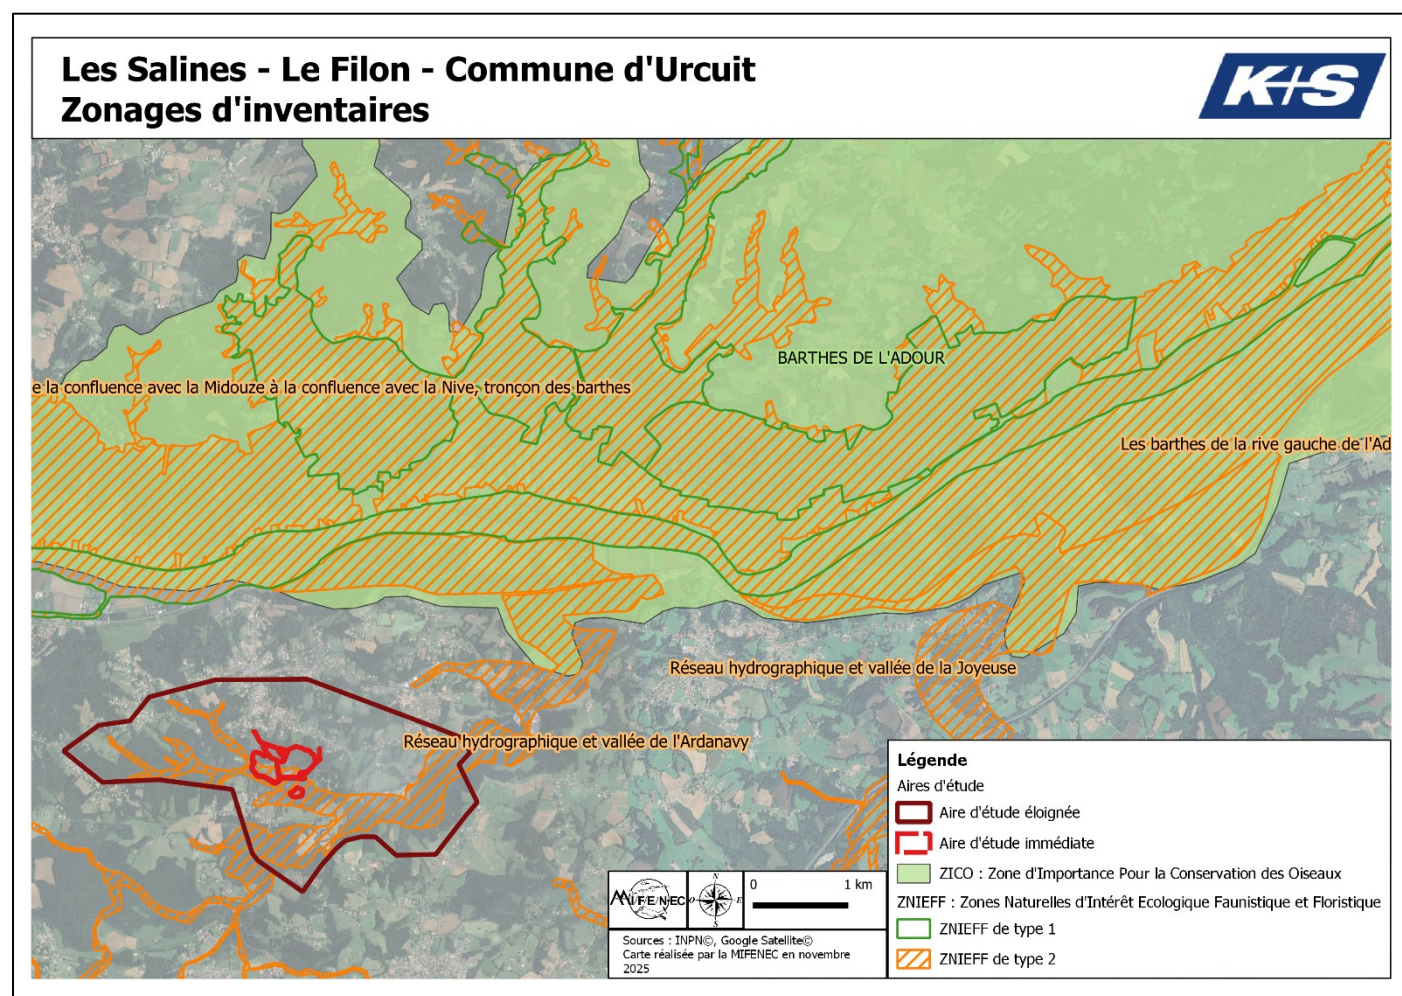 Les Salines - Le Filon - Commune d'Urcuit
Zonages d'inventaires
K+S
BARTHES DE L'ADOUR
e la confluence avec la Midouze à la confluence avec la Nive, tronçon des barthes
Les barthes de la rive gauche de l'Ad
Réseau hydrographique et vallée de la Joyeuse
Réseau hydrographique et vallée de l'Ardanavy
Légende
Aires d'étude
Aire d'étude éloignée
Aire d'étude immédiate
ZICO : Zone d'Importance Pour la Conservation des Oiseaux
ZNIEFF : Zones Naturelles d'Intérêt Ecologique Faunistique et Floristique
ZNIEFF de type 1
ZNIEFF de type 2
M/I/F/E/N-EC
N
O
E
S
0 1 km
Sources : INPN©, Google Satellite©
Carte réalisée par la MIFENEC en novembre
2025